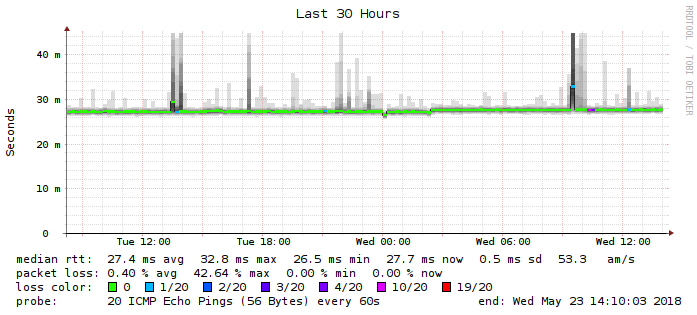 Last 30 Hours
RRDTOOL / TOBI OETIKER
Seconds
40 m
30 m
20 m
10 m
0
Tue 12:00 Tue 18:00 Wed 00:00 Wed 06:00 Wed 12:00
median rtt: 27.4 ms avg 32.8 ms max 26.5 ms min 27.7 ms now 0.5 ms sd 53.3 am/s
packet loss: 0.40 % avg 42.64 % max 0.00 % min 0.00 % now
loss color: 0 1/20 2/20 3/20 4/20 10/20 19/20
probe: 20 ICMP Echo Pings (56 Bytes) every 60s end: Wed May 23 14:10:03 2018